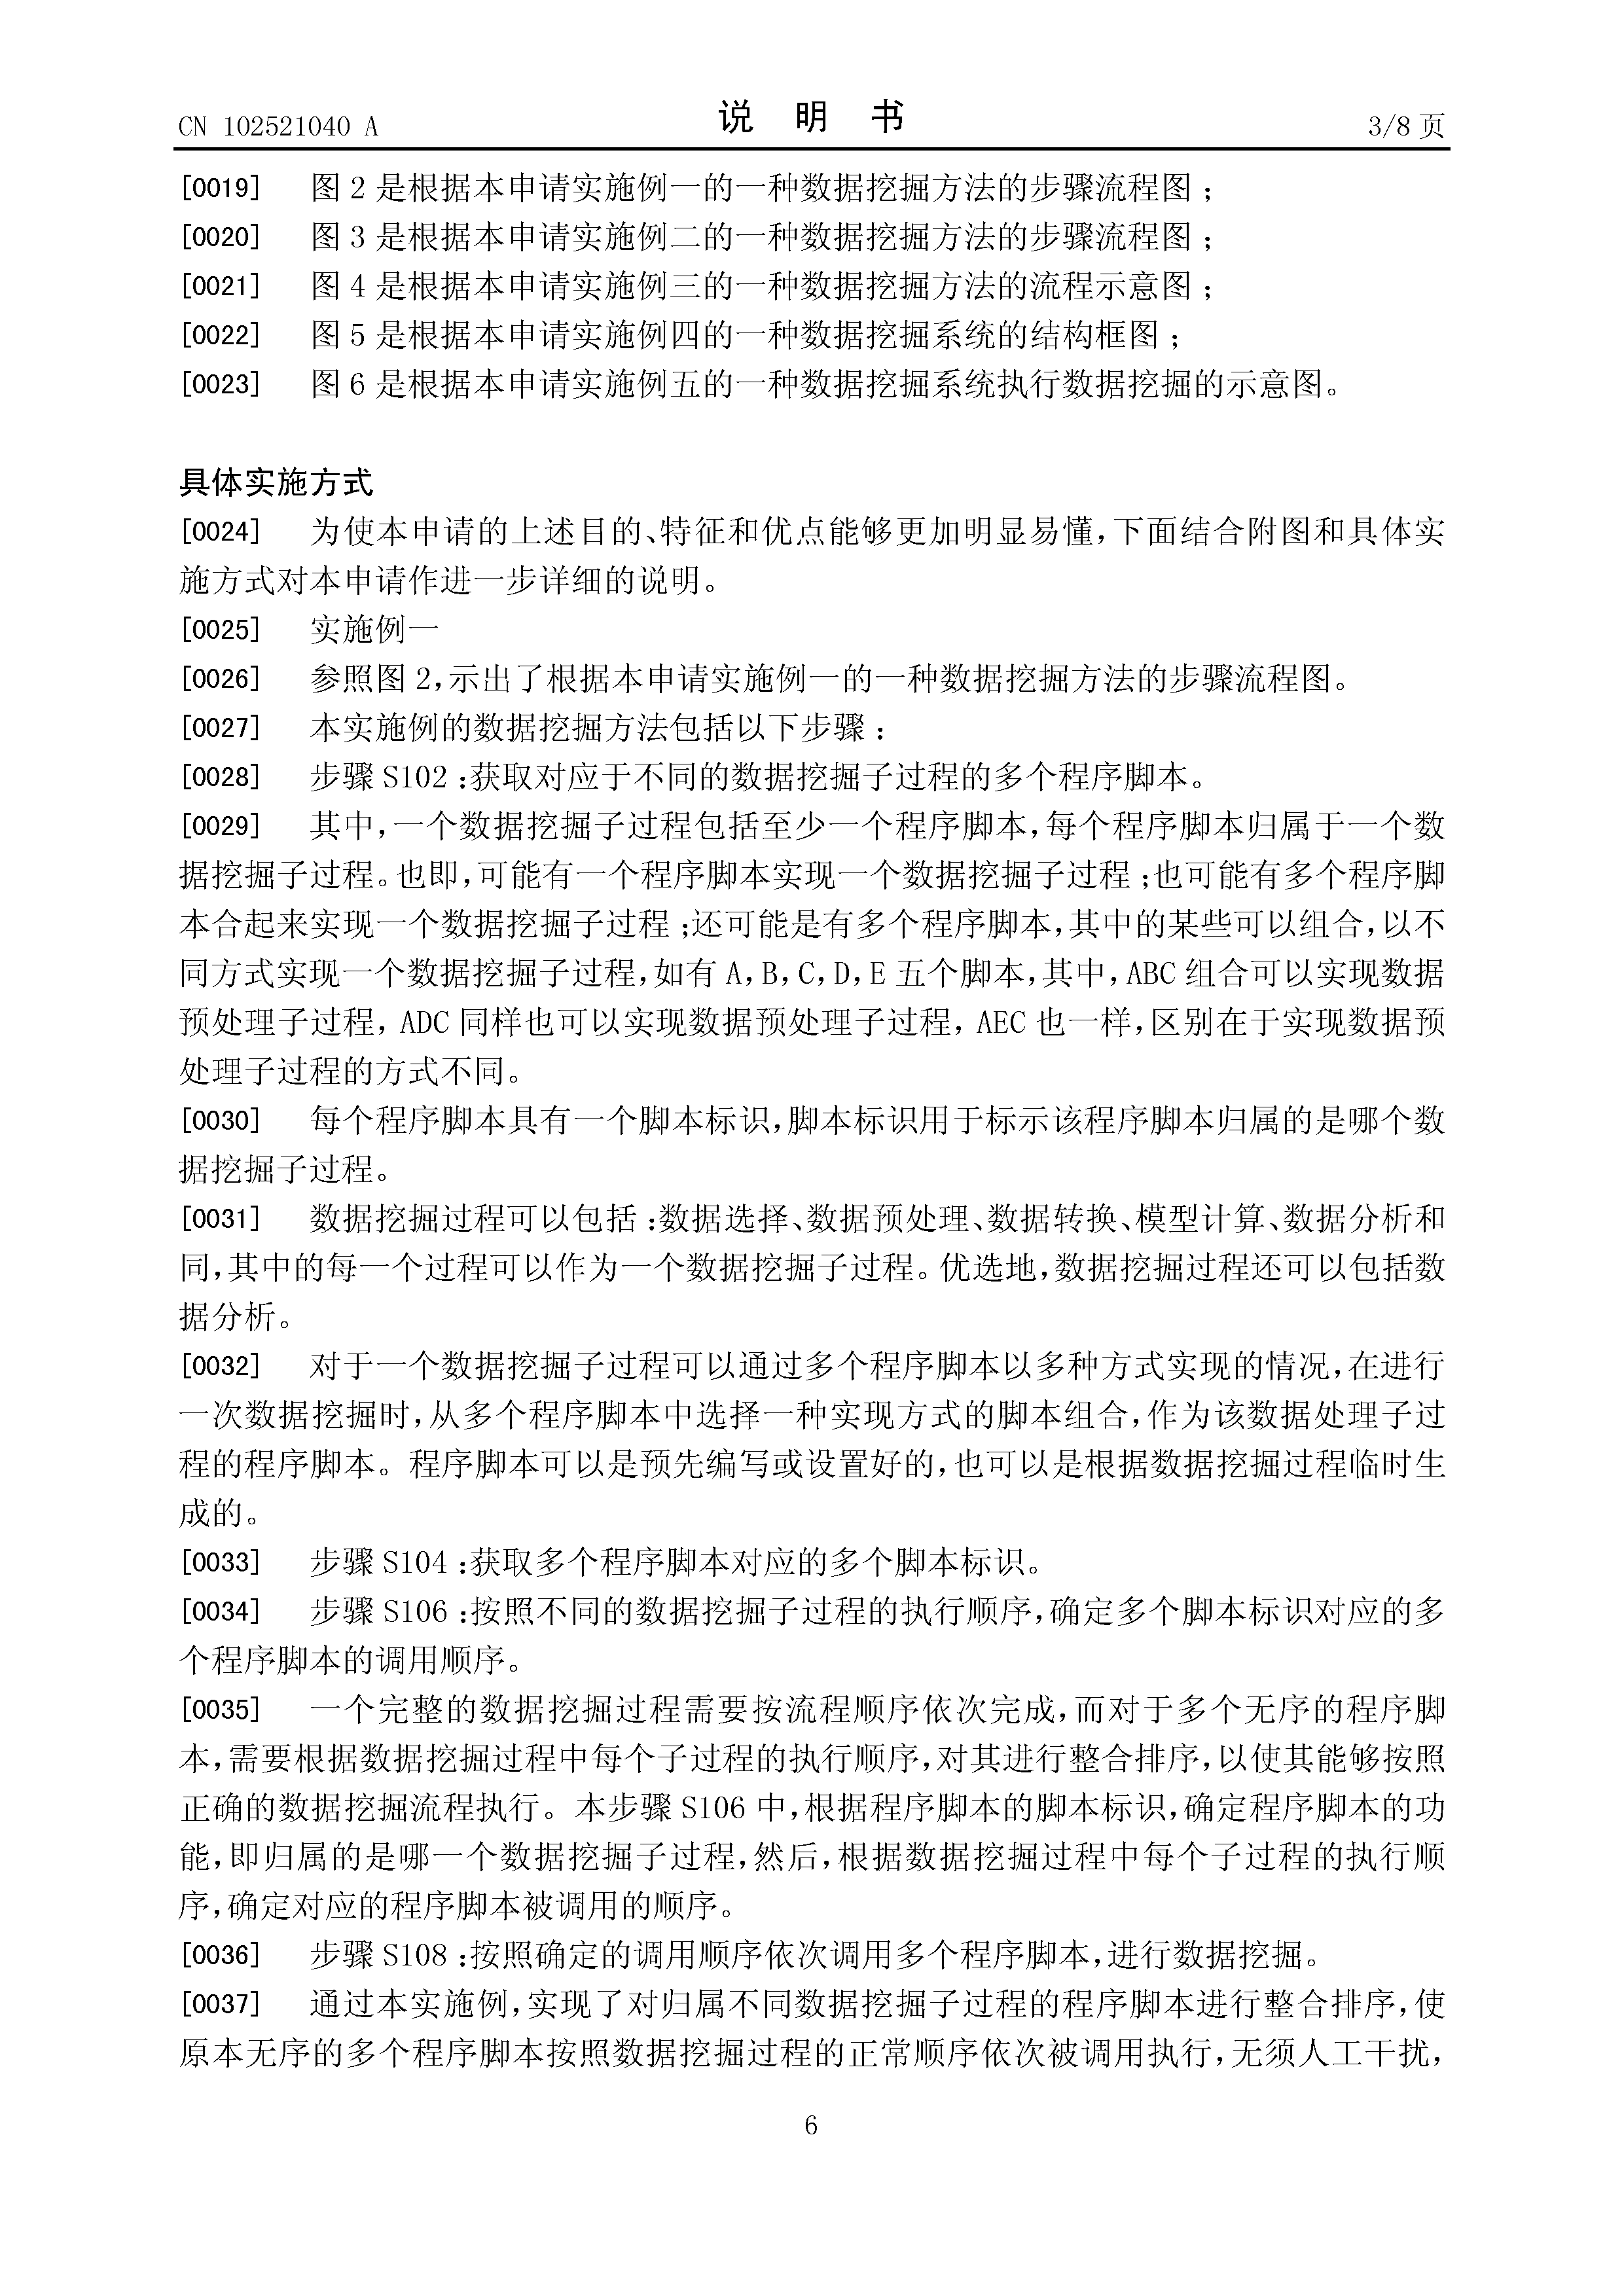 CN 102521040 A
说 明 书
3/8 页
[0019] 图 2 是根据本申请实施例一的一种数据挖掘方法的步骤流程图；
[0020] 图 3 是根据本申请实施例二的一种数据挖掘方法的步骤流程图；
[0021] 图 4 是根据本申请实施例三的一种数据挖掘方法的流程示意图；
[0022] 图 5 是根据本申请实施例四的一种数据挖掘系统的结构框图；
[0023] 图 6 是根据本申请实施例五的一种数据挖掘系统执行数据挖掘的示意图。
具体实施方式
[0024] 为使本申请的上述目的、特征和优点能够更加明显易懂，下面结合附图和具体实
施方式对本申请作进一步详细的说明。
[0025] 实施例一
[0026] 参照图 2，示出了根据本申请实施例一的一种数据挖掘方法的步骤流程图。
[0027] 本实施例的数据挖掘方法包括以下步骤：
[0028] 步骤 S102：获取对应于不同的数据挖掘子过程的多个程序脚本。
[0029] 其中，一个数据挖掘子过程包括至少一个程序脚本，每个程序脚本归属于一个数
据挖掘子过程。也即，可能有一个程序脚本实现一个数据挖掘子过程；也可能有多个程序脚
本合起来实现一个数据挖掘子过程；还可能是有多个程序脚本，其中的某些可以组合，以不
同方式实现一个数据挖掘子过程，如有 A，B，C，D，E 五个脚本，其中，ABC 组合可以实现数据
预处理子过程，ADC 同样也可以实现数据预处理子过程，AEC 也一样，区别在于实现数据预
处理子过程的方式不同。
[0030] 每个程序脚本具有一个脚本标识，脚本标识用于标示该程序脚本归属的是哪个数
据挖掘子过程。
[0031] 数据挖掘过程可以包括：数据选择、数据预处理、数据转换、模型计算、数据分析和
同，其中的每一个过程可以作为一个数据挖掘子过程。优选地，数据挖掘过程还可以包括数
据分析。
[0032] 对于一个数据挖掘子过程可以通过多个程序脚本以多种方式实现的情况，在进行
一次数据挖掘时，从多个程序脚本中选择一种实现方式的脚本组合，作为该数据处理子过
程的程序脚本。程序脚本可以是预先编写或设置好的，也可以是根据数据挖掘过程临时生
成的。
[0033] 步骤 S104：获取多个程序脚本对应的多个脚本标识。
[0034] 步骤 S106：按照不同的数据挖掘子过程的执行顺序，确定多个脚本标识对应的多
个程序脚本的调用顺序。
[0035] 一个完整的数据挖掘过程需要按流程顺序依次完成，而对于多个无序的程序脚
本，需要根据数据挖掘过程中每个子过程的执行顺序，对其进行整合排序，以使其能够按照
正确的数据挖掘流程执行。本步骤 S106 中，根据程序脚本的脚本标识，确定程序脚本的功
能，即归属的是哪一个数据挖掘子过程，然后，根据数据挖掘过程中每个子过程的执行顺
序，确定对应的程序脚本被调用的顺序。
[0036] 步骤 S108：按照确定的调用顺序依次调用多个程序脚本，进行数据挖掘。
[0037] 通过本实施例，实现了对归属不同数据挖掘子过程的程序脚本进行整合排序，使
原本无序的多个程序脚本按照数据挖掘过程的正常顺序依次被调用执行，无须人工干扰，
6